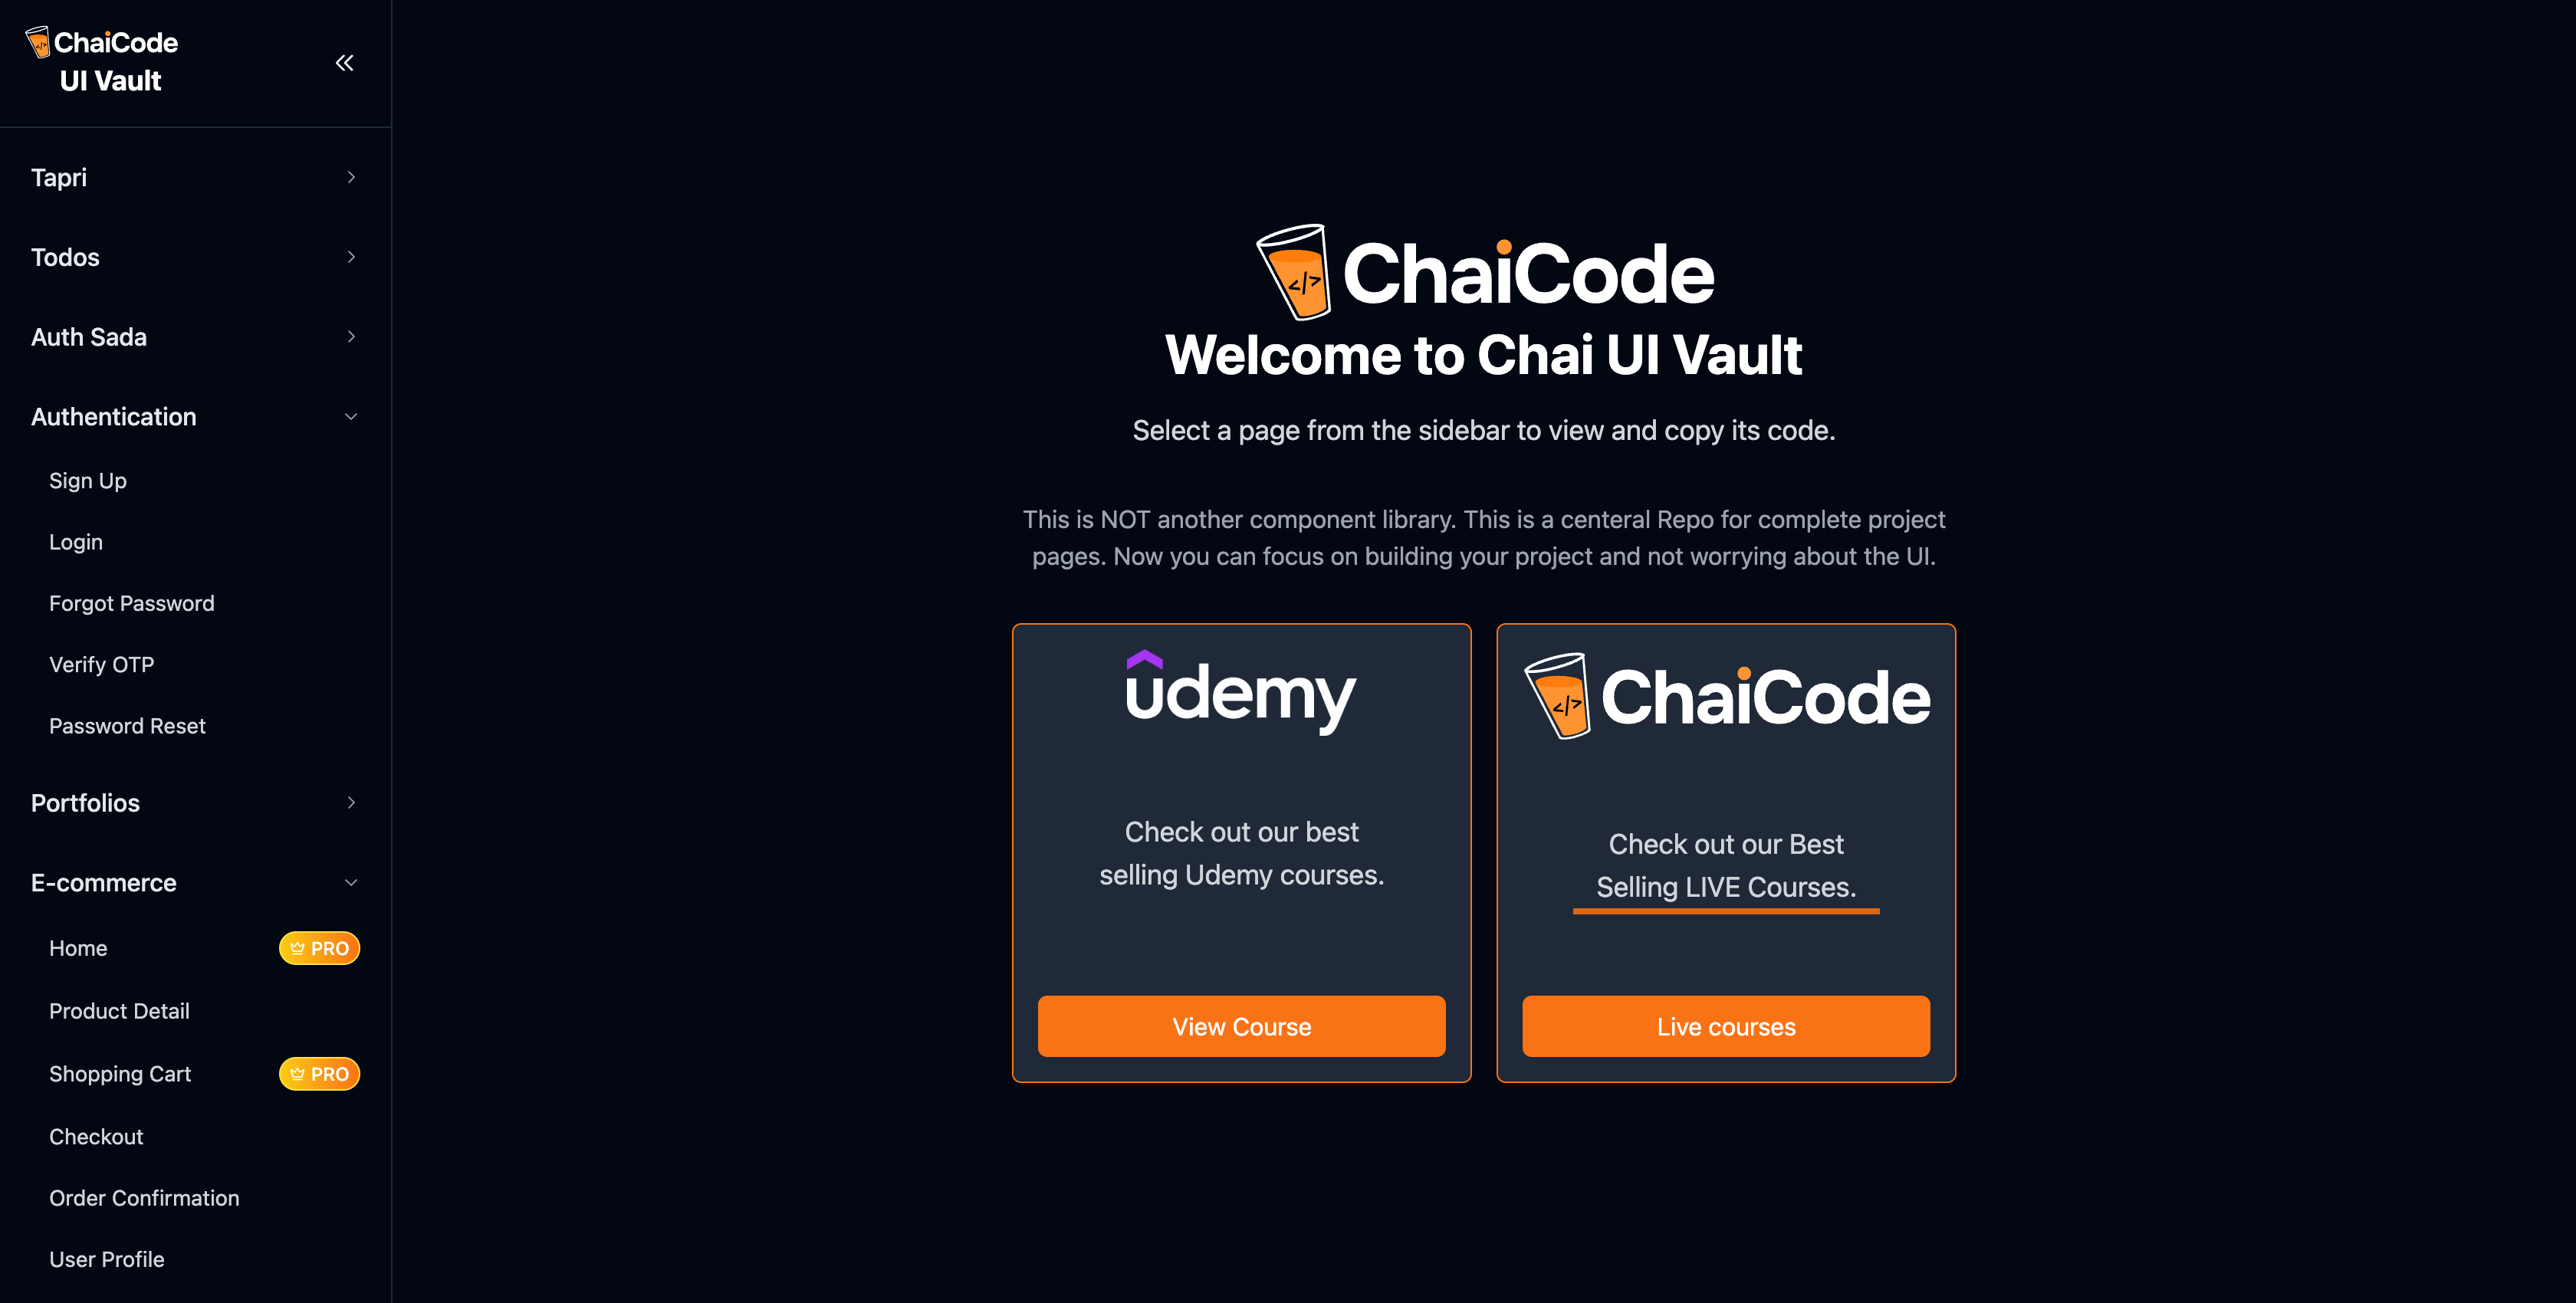 ChaiCode
UI Vault
Tapri
Todos
Auth Sada
Authentication
Sign Up
Login
Forgot Password
Verify OTP
Password Reset
Portfolios
E-commerce
Home
PRO
Product Detail
Shopping Cart
PRO
Checkout
Order Confirmation
User Profile
</> ChaiCode
Welcome to Chai UI Vault
Select a page from the sidebar to view and copy its code.
This is NOT another component library. This is a centeral Repo for complete project
pages. Now you can focus on building your project and not worrying about the UI.
udemy
Check out our best
selling Udemy courses.
View Course
</> ChaiCode
Check out our Best
Selling LIVE Courses.
Live courses